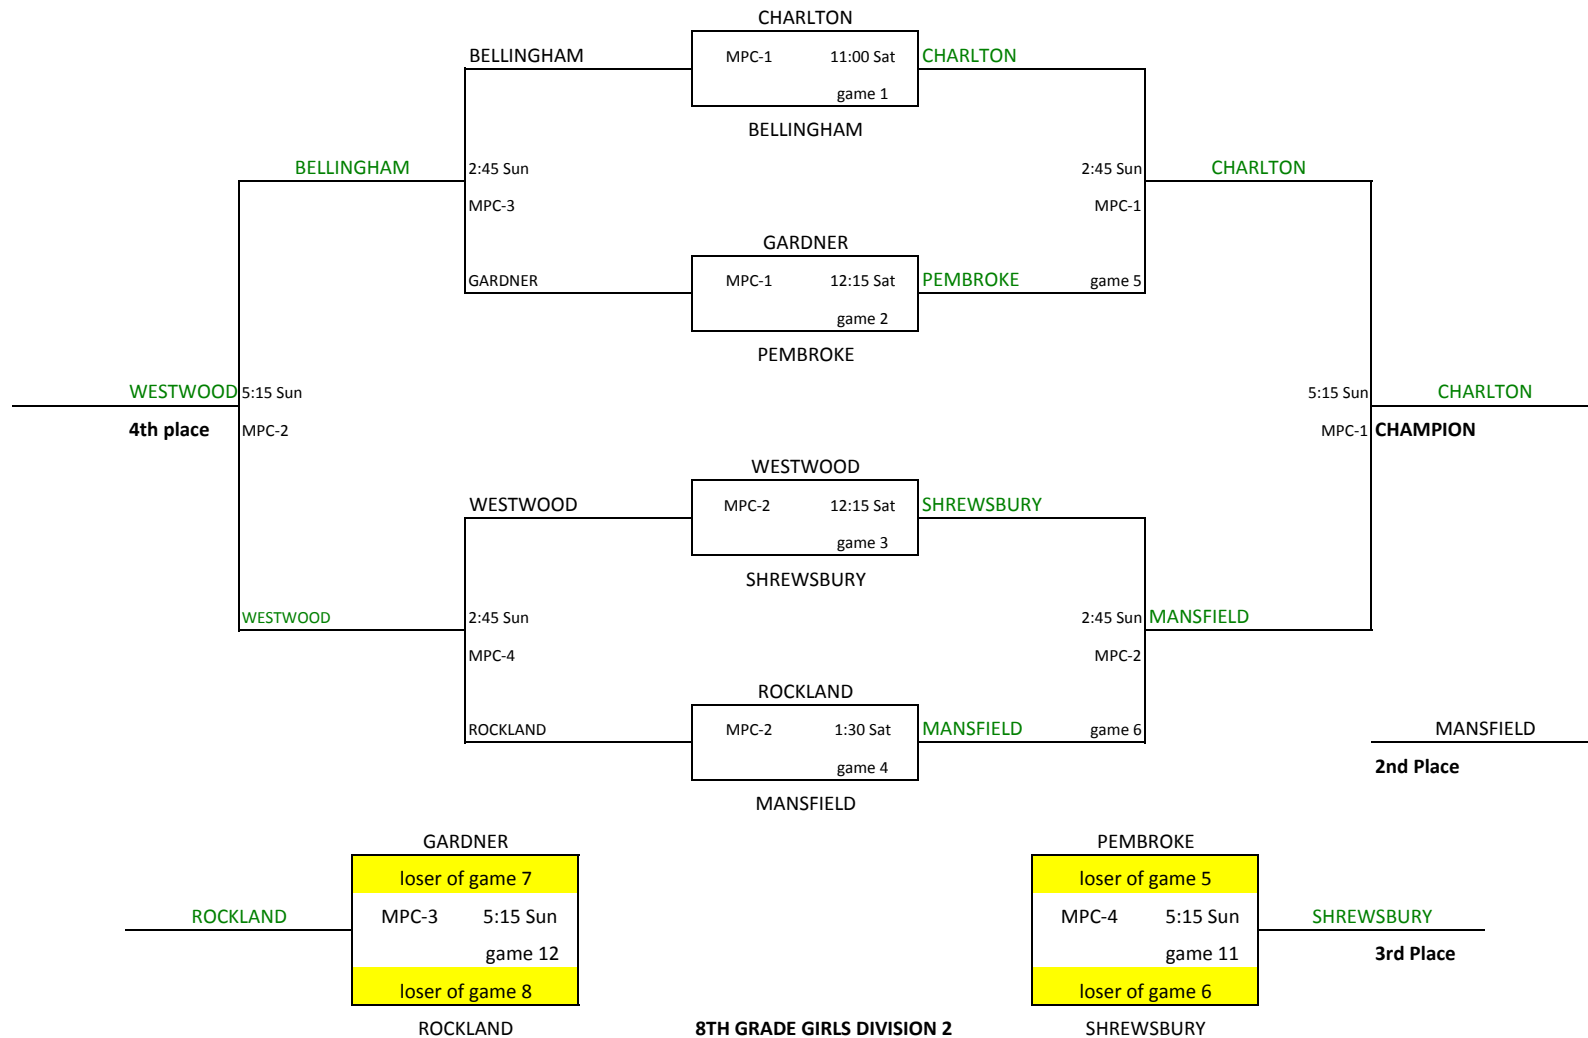 CHARLTON
BELLINGHAM MPC-1 11:00 Sat CHARLTON
game 1
BELLINGHAM
BELLINGHAM 2:45 Sun 2:45 Sun CHARLTON
MPC-3 MPC-1
GARDNER
GARDNER MPC-1 12:15 Sat PEMBROKE game 5
game 2
PEMBROKE
WESTWOOD 5:15 Sun 5:15 Sun CHARLTON
4th place MPC-2 MPC-1 CHAMPION
WESTWOOD
WESTWOOD MPC-2 12:15 Sat SHREWSBURY
game 3
SHREWSBURY
WESTWOOD 2:45 Sun 2:45 Sun MANSFIELD
MPC-4 MPC-2
ROCKLAND
ROCKLAND MPC-2 1:30 Sat MANSFIELD game 6 MANSFIELD
game 4 2nd Place
MANSFIELD
GARDNER PEMBROKE
loser of game 7 loser of game 5
ROCKLAND MPC-3 5:15 Sun MPC-4 5:15 Sun SHREWSBURY
game 12 game 11 3rd Place
loser of game 8 loser of game 6
ROCKLAND 8TH GRADE GIRLS DIVISION 2 SHREWSBURY